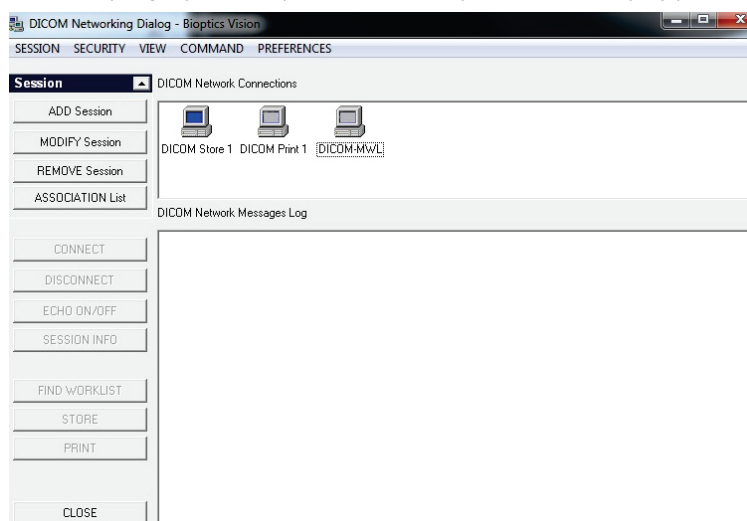 DICOM Networking Dialog - Bioptics Vision
SESSION SECURITY VIEW COMMAND PREFERENCES
Session
ADD Session
MODIFY Session
REMOVE Session
ASSOCIATION List
CONNECT
DISCONNECT
ECHO ON/OFF
SESSION INFO
FIND WORKLIST
STORE
PRINT
CLOSE
DICOM Network Connections
DICOM Store 1 DICOM Print 1 DICOM-MWL
DICOM Network Messages Log